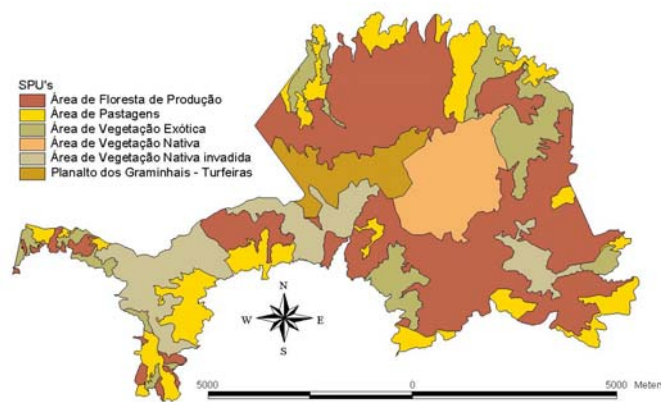 SPU's
Área de Floresta de Produção
Área de Pastagens
Área de Vegetação Exótica
Área de Vegetação Nativa
Área de Vegetação Nativa invadida
Planalto dos Graminhais - Turfeiras
N
W E
S
5000 0 5000 Meters